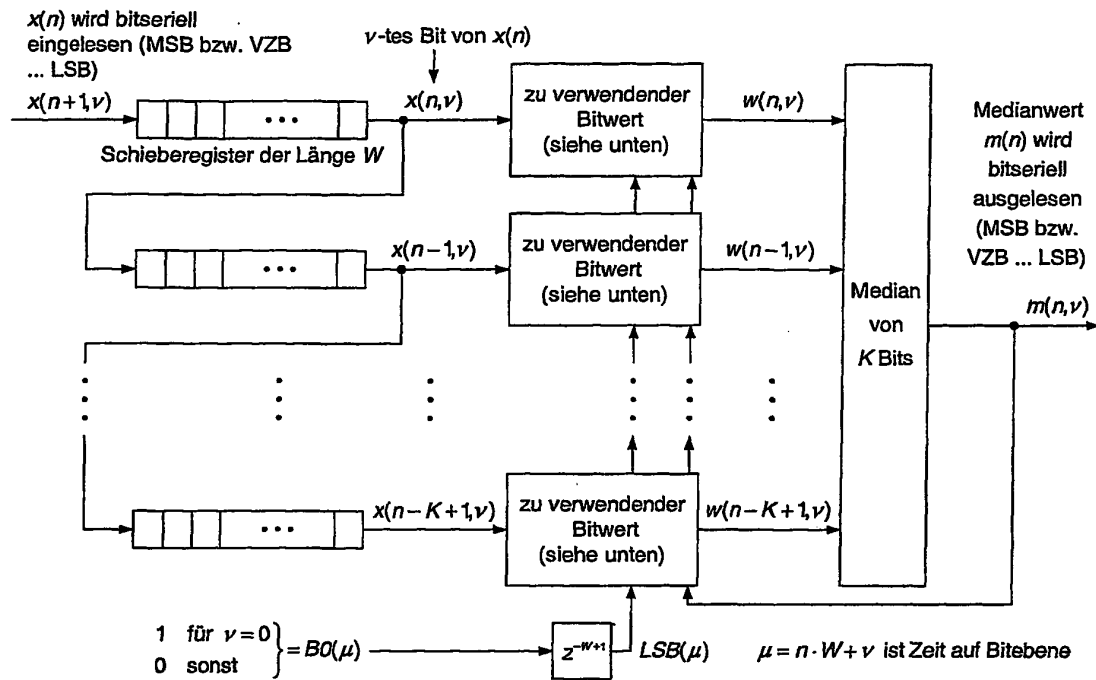 x(n) wird bitseriell
eingelesen (MSB bzw. VZB
... LSB)
ν-tes Bit von x(n)
x(n+1,ν)
x(n,ν)
zu verwendender
Bitwert
(siehe unten)
w(n,ν)
Schieberegister der Länge W
Medianwert
m(n) wird
bitseriell
ausgelesen
(MSB bzw.
VZB ... LSB)
x(n−1,ν)
zu verwendender
Bitwert
(siehe unten)
w(n−1,ν)
Median
von
K Bits
m(n,ν)
x(n−K+1,ν)
zu verwendender
Bitwert
(siehe unten)
w(n−K+1,ν)
1 für ν=0
0 sonst
} = B0(μ)
z^{−W+1}
LSB(μ)
μ = n·W+ν ist Zeit auf Bitebene